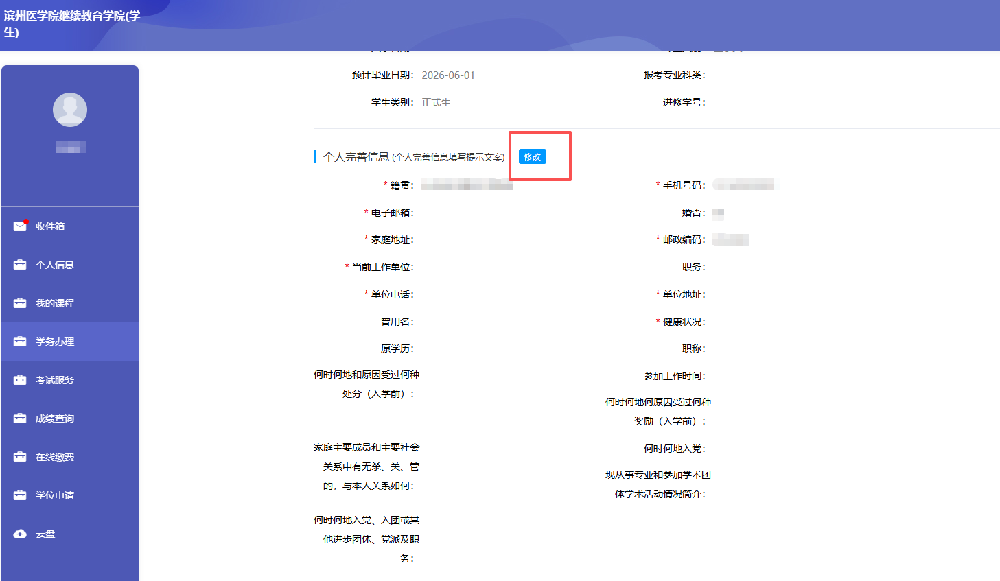 滨州医学院继续教育学院(学
生)
预计毕业日期： 2026-06-01
报考专业科类：
学生类别： 正式生
进修学号：
个人完善信息 (个人完善信息填写提示文案) 修改
* 籍贯：
* 手机号码：
* 电子邮箱：
婚否：
* 家庭地址：
* 邮政编码：
* 当前工作单位：
职务：
* 单位电话：
* 单位地址：
曾用名：
* 健康状况：
原学历：
职称：
何时何地和原因受过何种
处分（入学前）：
参加工作时间：
何时何地何原因受过何种
奖励（入学前）：
家庭主要成员和主要社会
关系中有无杀、关、管
的，与本人关系如何：
何时何地入党：
现从事专业和参加学术团
体学术活动情况简介：
何时何地入党、入团或其
他进步团体、党派及职
务：
收件箱
个人信息
我的课程
学务办理
考试服务
成绩查询
在线缴费
学位申请
云盘